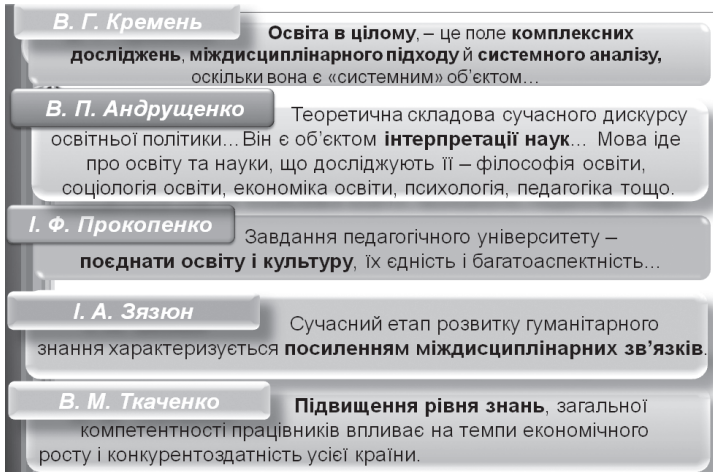 В. Г. Кремень
Освіта в цілому, – це поле комплексних
досліджень, міждисциплінарного підходу й системного аналізу,
оскільки вона є «системним» об’єктом…
В. П. Андрущенко
Теоретична складова сучасного дискурсу
освітньої політики… Він є об’єктом інтерпретації наук… Мова іде
про освіту та науки, що досліджують її – філософія освіти,
соціологія освіти, економіка освіти, психологія, педагогіка тощо.
І. Ф. Прокопенко
Завдання педагогічного університету –
поєднати освіту і культуру, їх єдність і багатоаспектність…
І. А. Зязюн
Сучасний етап розвитку гуманітарного
знання характеризується посиленням міждисциплінарних зв’язків.
В. М. Ткаченко
Підвищення рівня знань, загальної
компетентності працівників впливає на темпи економічного
росту і конкурентоздатність усієї країни.